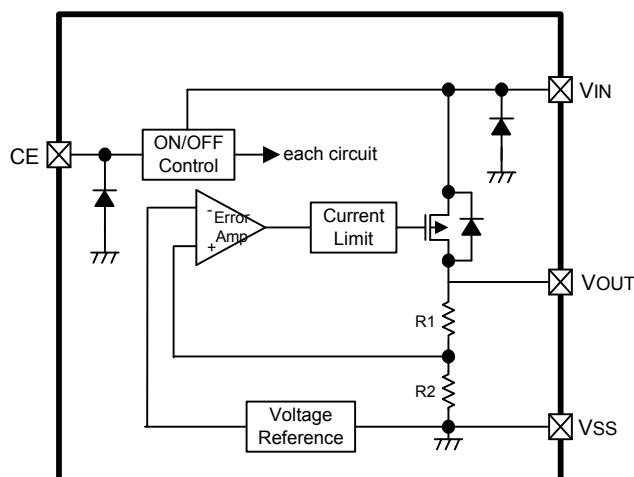 VIN
CE
ON/OFF
Control
each circuit
-
Error
Amp
+
Current
Limit
VOUT
R1
R2
Voltage
Reference
VSS